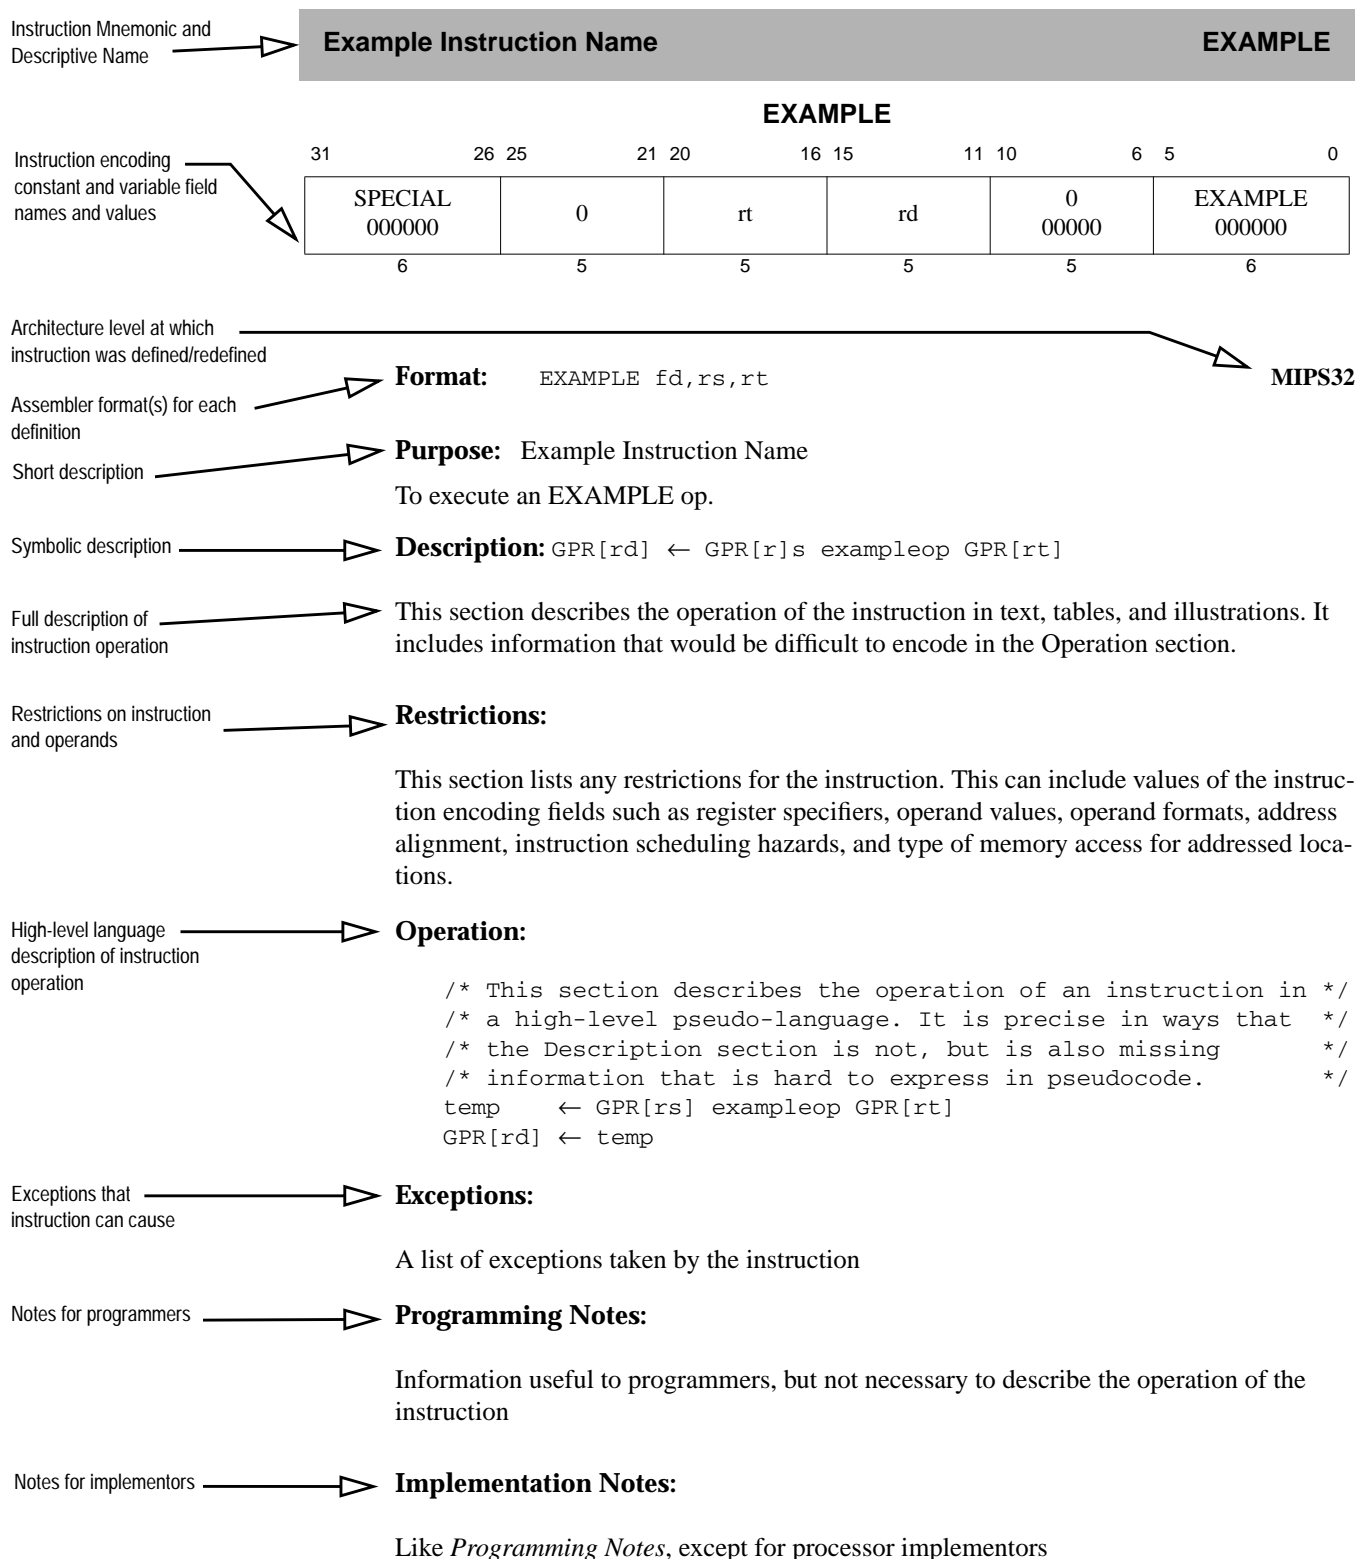 Instruction Mnemonic and
Descriptive Name
Example Instruction Name EXAMPLE
EXAMPLE
31 26 25 21 20 16 15 11 10 6 5 0
Instruction encoding
constant and variable field
names and values
SPECIAL
000000
0
rt
rd
0
00000
EXAMPLE
000000
6 5 5 5 5 6
Architecture level at which
instruction was defined/redefined
Format: EXAMPLE fd,rs,rt MIPS32
Assembler format(s) for each
definition
Purpose: Example Instruction Name
Short description
To execute an EXAMPLE op.
Symbolic description
Description: GPR[rd] ← GPR[r]s exampleop GPR[rt]
Full description of
instruction operation
This section describes the operation of the instruction in text, tables, and illustrations. It
includes information that would be difficult to encode in the Operation section.
Restrictions on instruction
and operands
Restrictions:
This section lists any restrictions for the instruction. This can include values of the instruc-
tion encoding fields such as register specifiers, operand values, operand formats, address
alignment, instruction scheduling hazards, and type of memory access for addressed loca-
tions.
High-level language
description of instruction
operation
Operation:
/* This section describes the operation of an instruction in */
/* a high-level pseudo-language. It is precise in ways that */
/* the Description section is not, but is also missing */
/* information that is hard to express in pseudocode. */
temp ← GPR[rs] exampleop GPR[rt]
GPR[rd] ← temp
Exceptions that
instruction can cause
Exceptions:
A list of exceptions taken by the instruction
Notes for programmers
Programming Notes:
Information useful to programmers, but not necessary to describe the operation of the
instruction
Notes for implementors
Implementation Notes:
Like Programming Notes, except for processor implementors